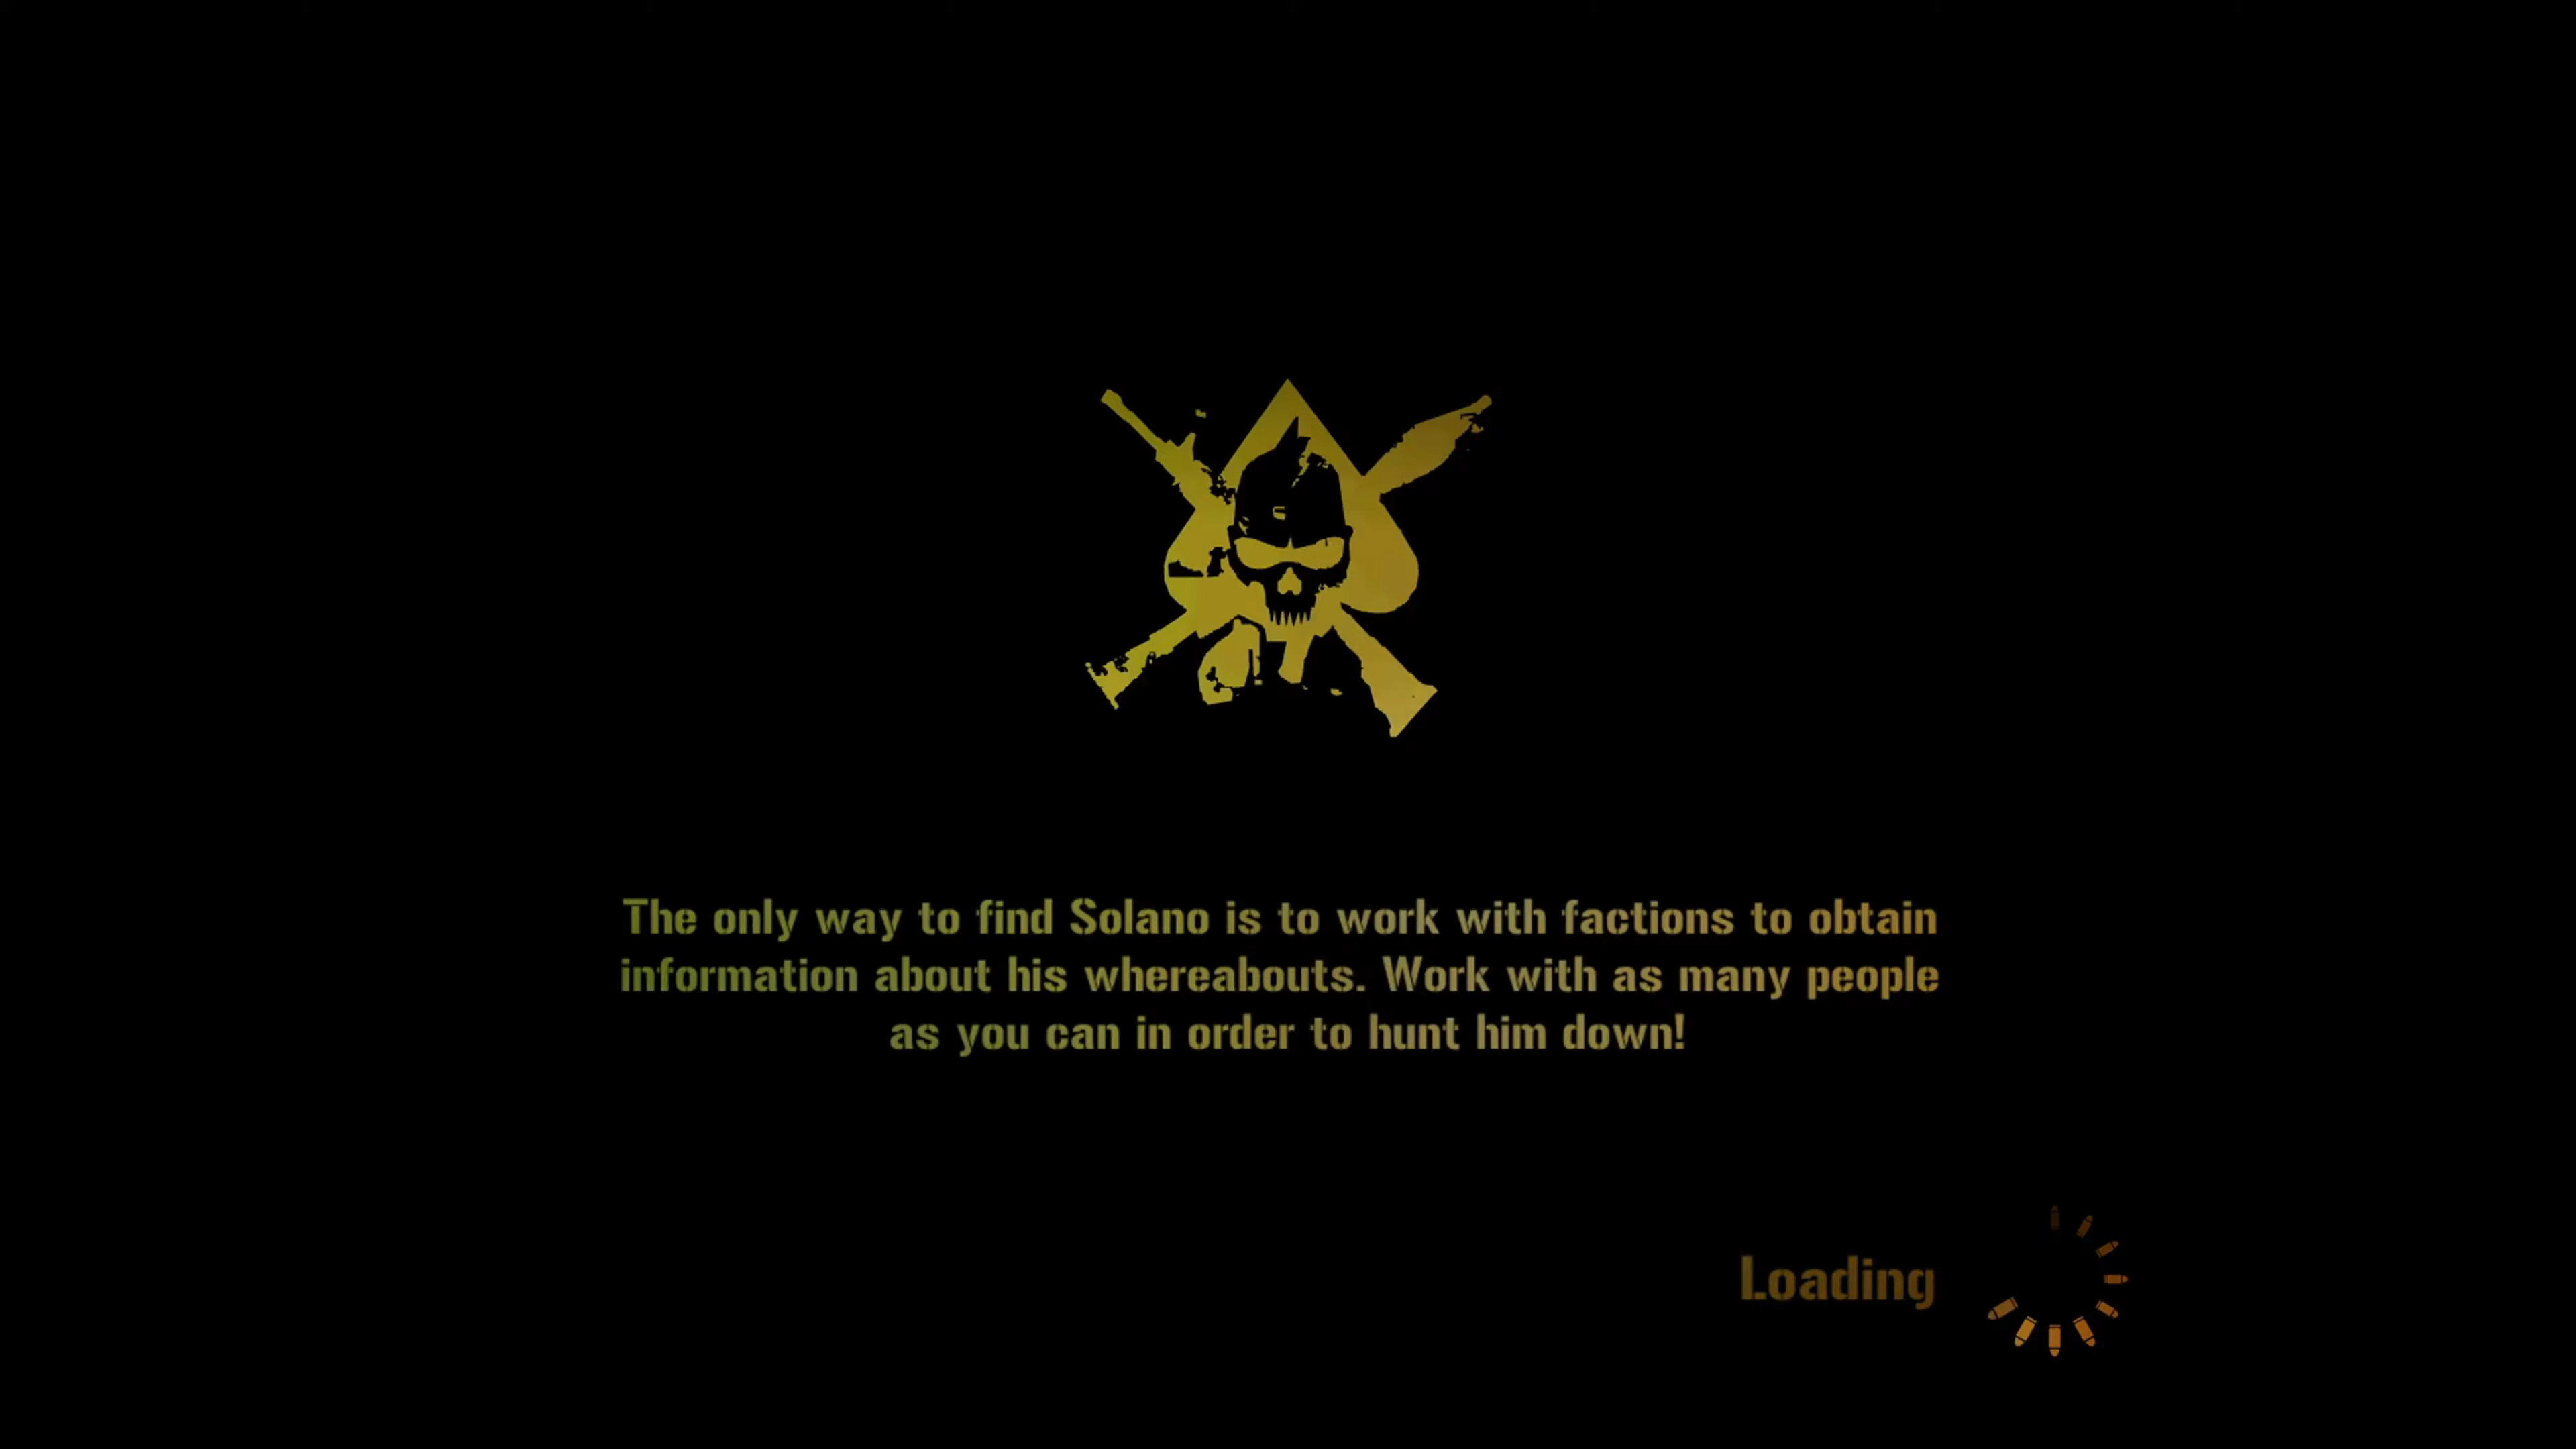 The only way to find Solano is to work with factions to obtain
information about his whereabouts. Work with as many people
as you can in order to hunt him down!
Loading